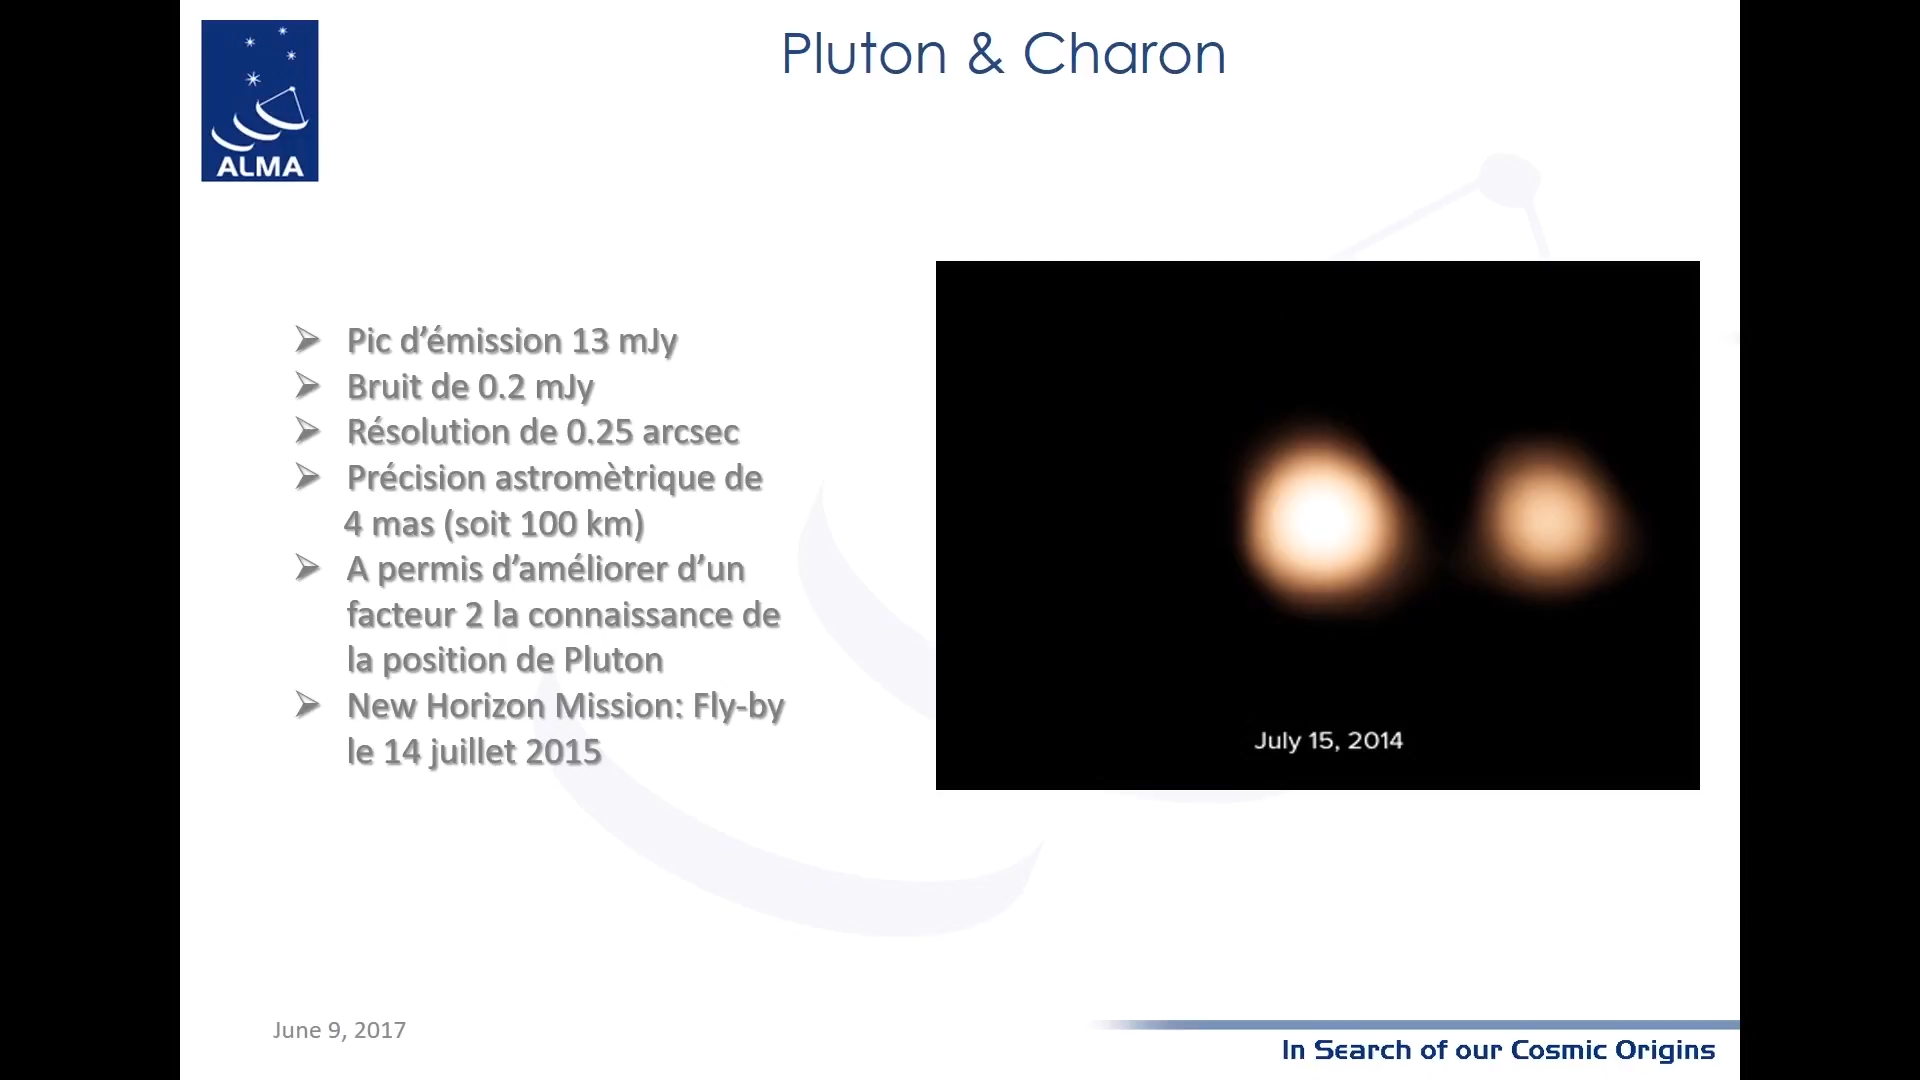 Pluton & Charon
ALMA
Pic d’émission 13 mJy
Bruit de 0.2 mJy
Résolution de 0.25 arcsec
Précision astromètrique de
4 mas (soit 100 km)
A permis d’améliorer d’un
facteur 2 la connaissance de
la position de Pluton
New Horizon Mission: Fly-by
le 14 juillet 2015
July 15, 2014
June 9, 2017
In Search of our Cosmic Origins